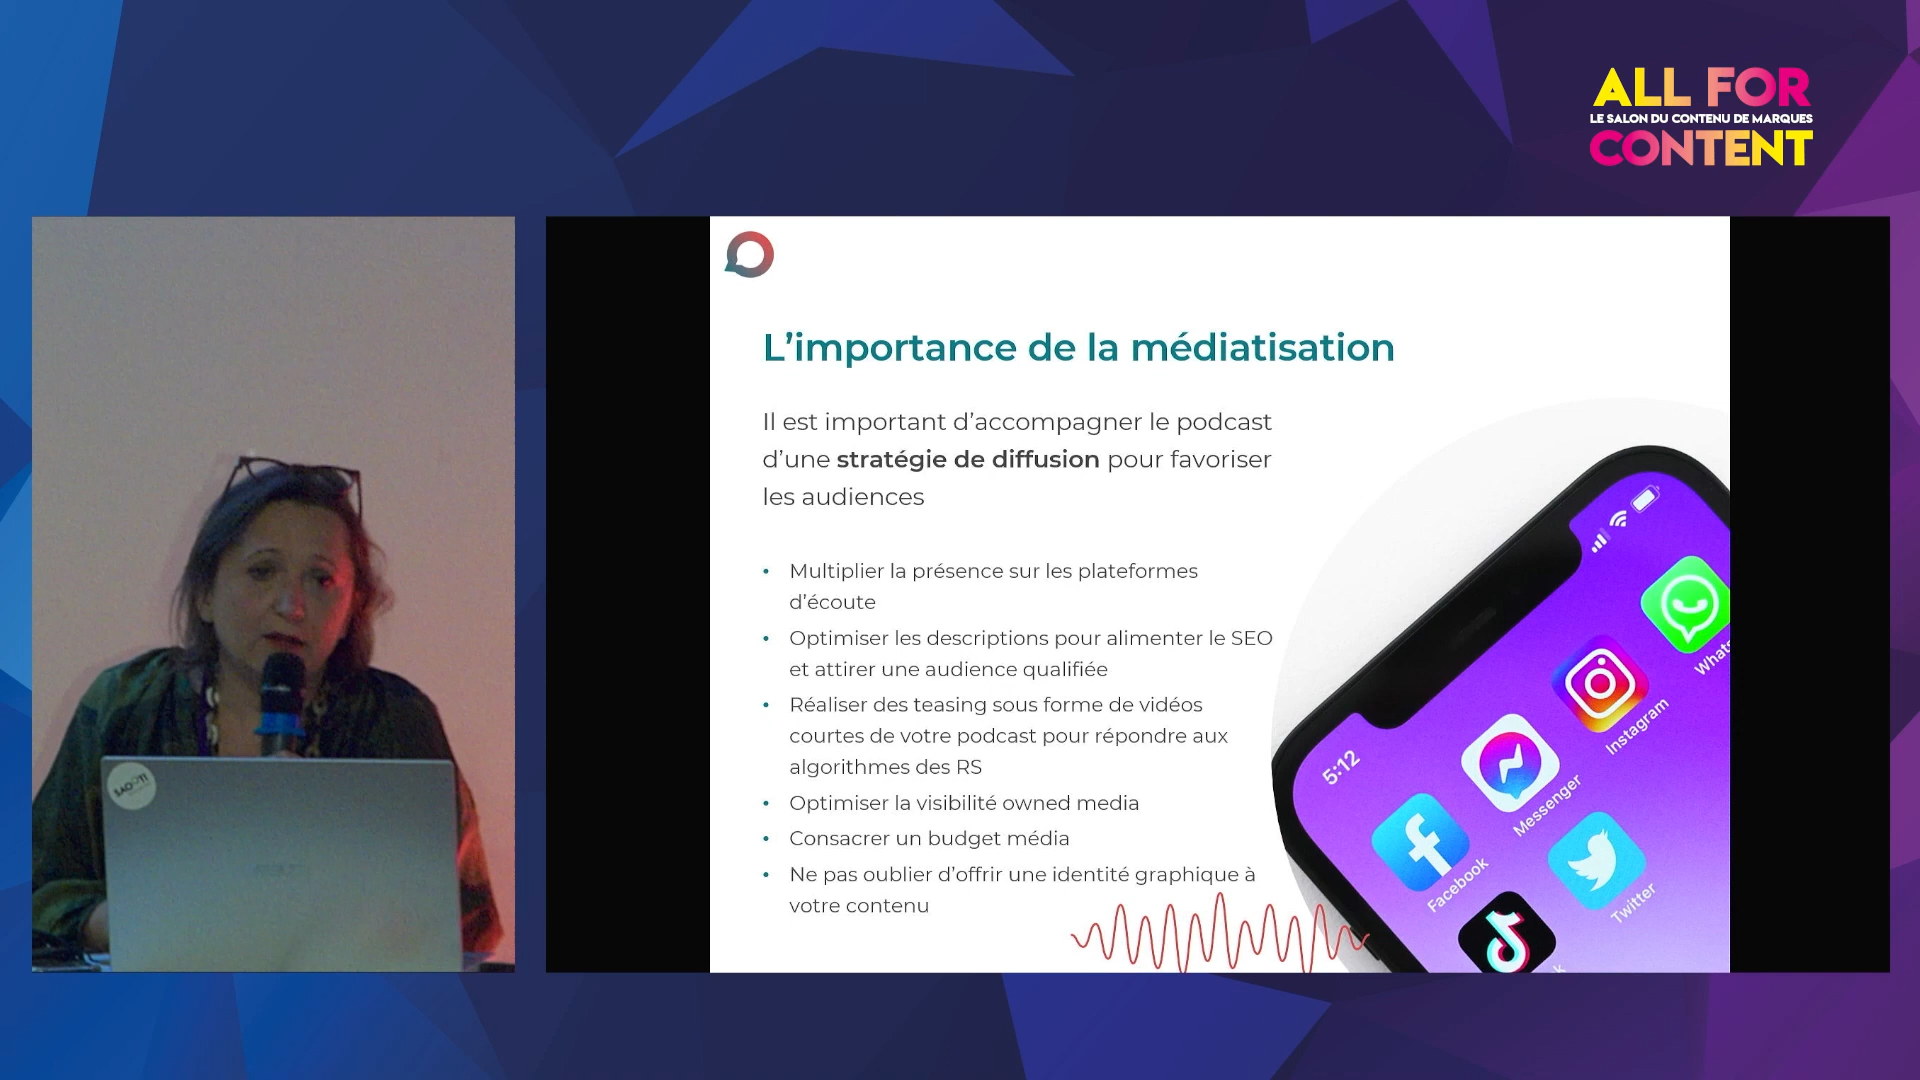 ALL FOR
LE SALON DU CONTENU DE MARQUES
CONTENT
L’importance de la médiatisation
Il est important d’accompagner le podcast
d’une stratégie de diffusion pour favoriser
les audiences
• Multiplier la présence sur les plateformes
d’écoute
• Optimiser les descriptions pour alimenter le SEO
et attirer une audience qualifiée
• Réaliser des teasing sous forme de vidéos
courtes de votre podcast pour répondre aux
algorithmes des RS
• Optimiser la visibilité owned media
• Consacrer un budget média
• Ne pas oublier d’offrir une identité graphique à
votre contenu
5:12
Whats
Instagram
Messenger
Facebook
Twitter
k
SAOOTI